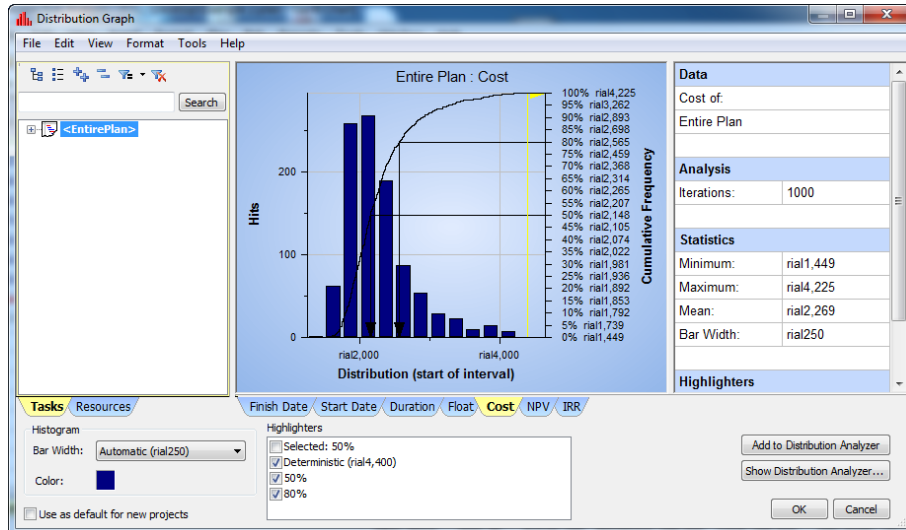 Distribution Graph
File Edit View Format Tools Help
Search
<EntirePlan>
Entire Plan : Cost
Hits
200
100
0
rial2,000
rial4,000
Distribution (start of interval)
100% rial4,225
95% rial3,262
90% rial2,893
85% rial2,698
80% rial2,565
75% rial2,459
70% rial2,368
65% rial2,314
60% rial2,265
55% rial2,207
50% rial2,148
45% rial2,105
40% rial2,074
35% rial2,022
30% rial1,981
25% rial1,936
20% rial1,892
15% rial1,853
10% rial1,792
5% rial1,739
0% rial1,449
Cumulative Frequency
Data
Cost of:
Entire Plan
Analysis
Iterations: 1000
Statistics
Minimum: rial1,449
Maximum: rial4,225
Mean: rial2,269
Bar Width: rial250
Highlighters
Tasks Resources
Finish Date Start Date Duration Float Cost NPV IRR
Histogram
Bar Width: Automatic (rial250)
Color:
Use as default for new projects
Highlighters
Selected: 50%
Deterministic (rial4,400)
50%
80%
Add to Distribution Analyzer
Show Distribution Analyzer...
OK Cancel